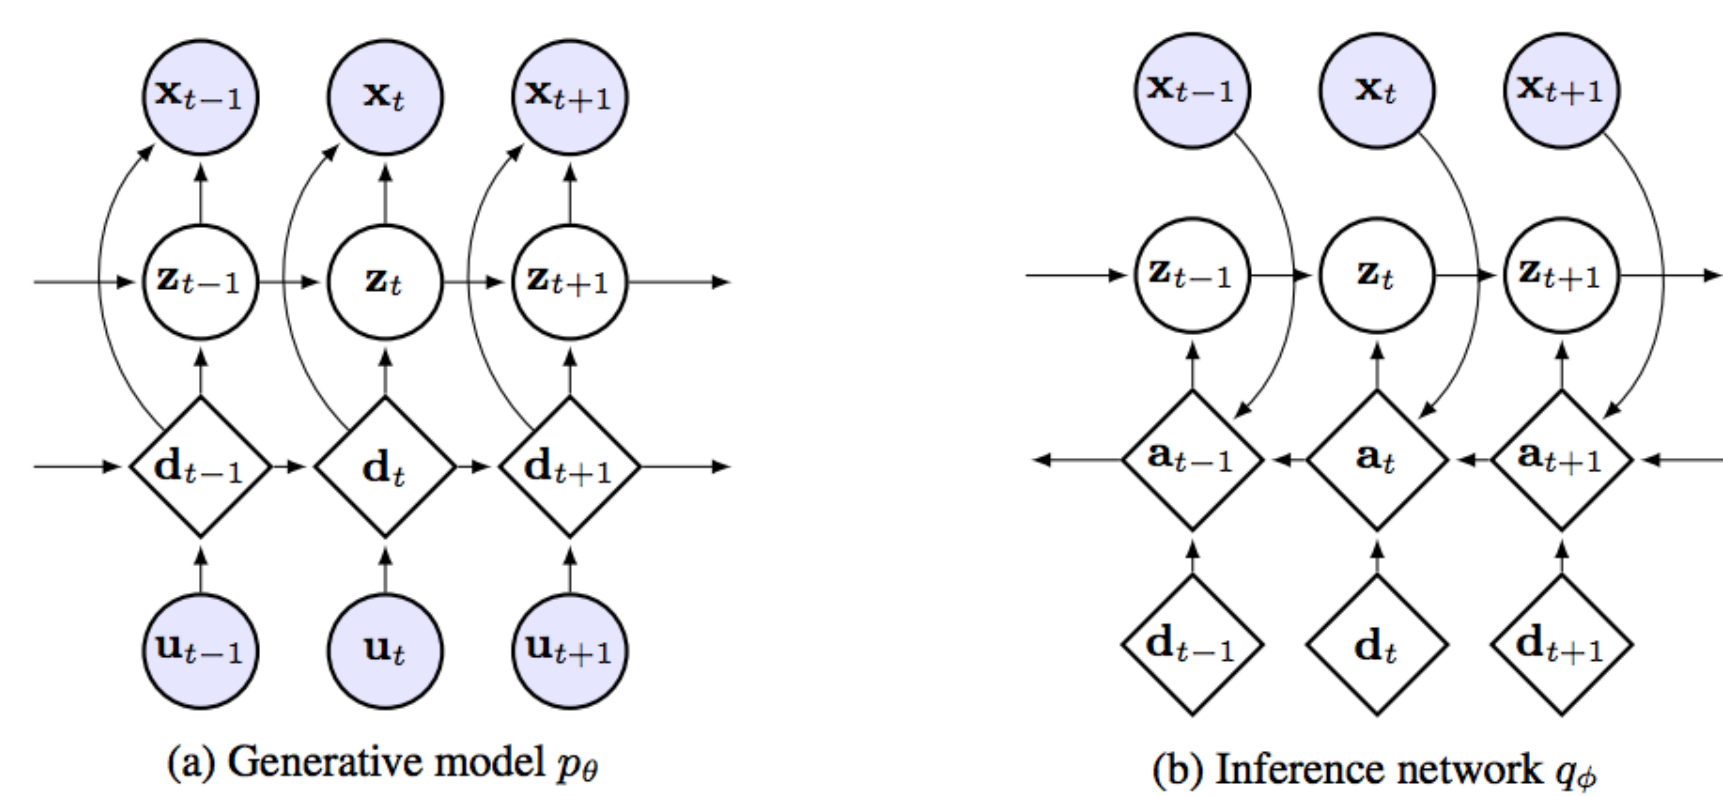 x_{t−1} x_t x_{t+1}
z_{t−1} z_t z_{t+1}
d_{t−1} d_t d_{t+1}
u_{t−1} u_t u_{t+1}
(a) Generative model p_θ
x_{t−1} x_t x_{t+1}
z_{t−1} z_t z_{t+1}
a_{t−1} a_t a_{t+1}
d_{t−1} d_t d_{t+1}
(b) Inference network q_ϕ